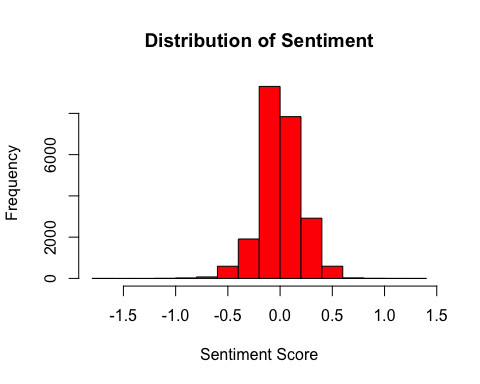 Distribution of Sentiment
Frequency
6000
2000
0
-1.5 -1.0 -0.5 0.0 0.5 1.0 1.5
Sentiment Score